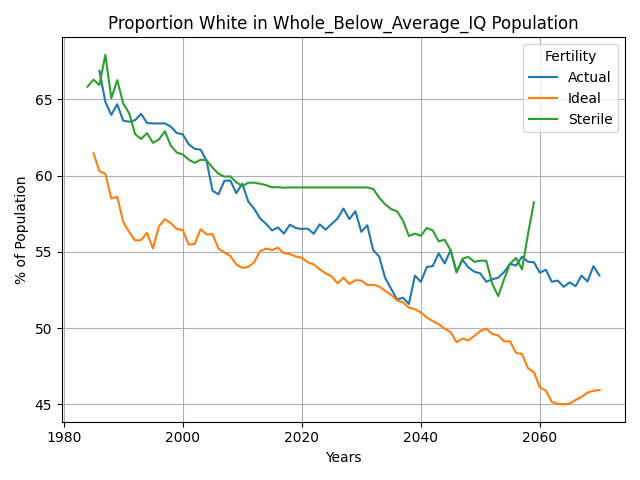 Proportion White in Whole_Below_Average_IQ Population
Fertility
Actual
Ideal
Sterile
% of Population
65
60
55
50
45
1980
2000
2020
2040
2060
Years